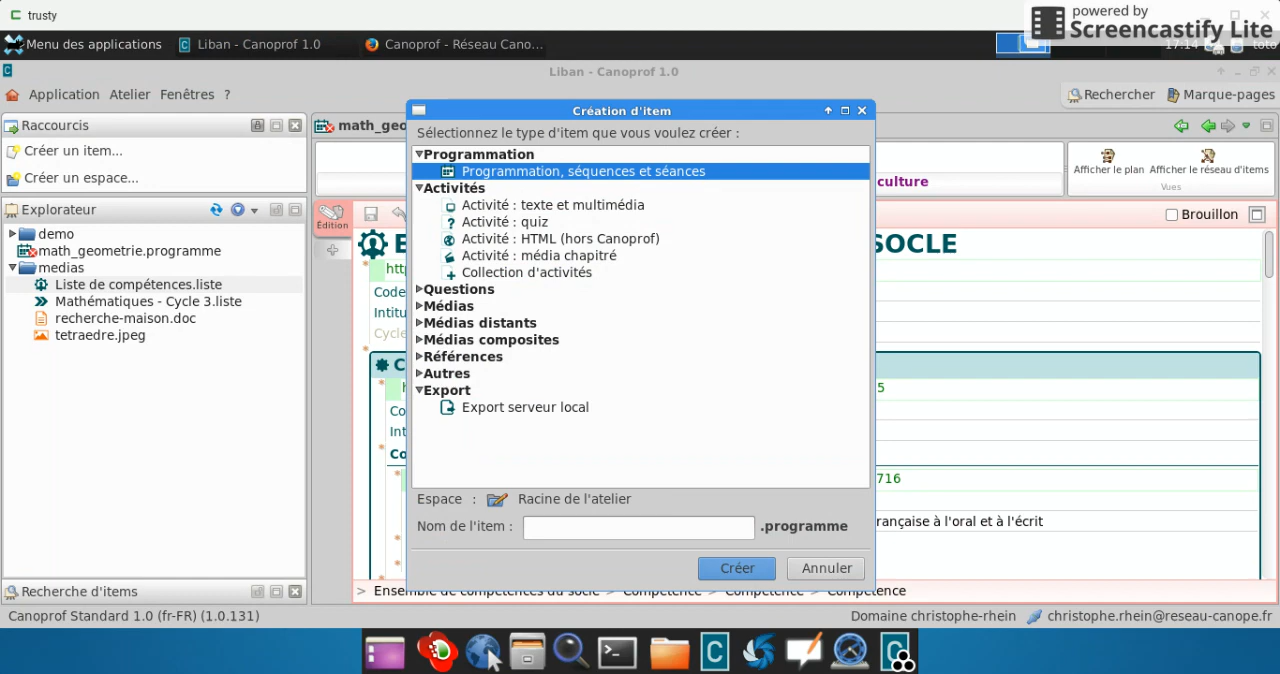 trusty
powered by
Screencastify Lite
Menu des applications
Liban - Canoprof 1.0
Canoprof - Réseau Cano...
17:14
toto
Liban - Canoprof 1.0
Application Atelier Fenêtres ?
Rechercher
Marque-pages
Raccourcis
Créer un item...
Créer un espace...
Explorateur
demo
math_geometrie.programme
medias
Liste de compétences.liste
Mathématiques - Cycle 3.liste
recherche-maison.doc
tetraedre.jpeg
Recherche d'items
math_geo
culture
Afficher le plan
Afficher le réseau d'items
Vues
Édition
Brouillon
E
SOCLE
htt
Code
Intitu
Cycle
C
h
5
Co
Int
Co
716
rançaise à l'oral et à l'écrit
Création d'item
Sélectionnez le type d'item que vous voulez créer :
Programmation
Programmation, séquences et séances
Activités
Activité : texte et multimédia
Activité : quiz
Activité : HTML (hors Canoprof)
Activité : média chapitré
Collection d'activités
Questions
Médias
Médias distants
Médias composites
Références
Autres
Export
Export serveur local
Espace : Racine de l'atelier
Nom de l'item : .programme
Créer
Annuler
> Ensemble de compétences du socle > Compétence > Compétence > Compétence
Canoprof Standard 1.0 (fr-FR) (1.0.131)
Domaine christophe-rhein
christophe.rhein@reseau-canope.fr